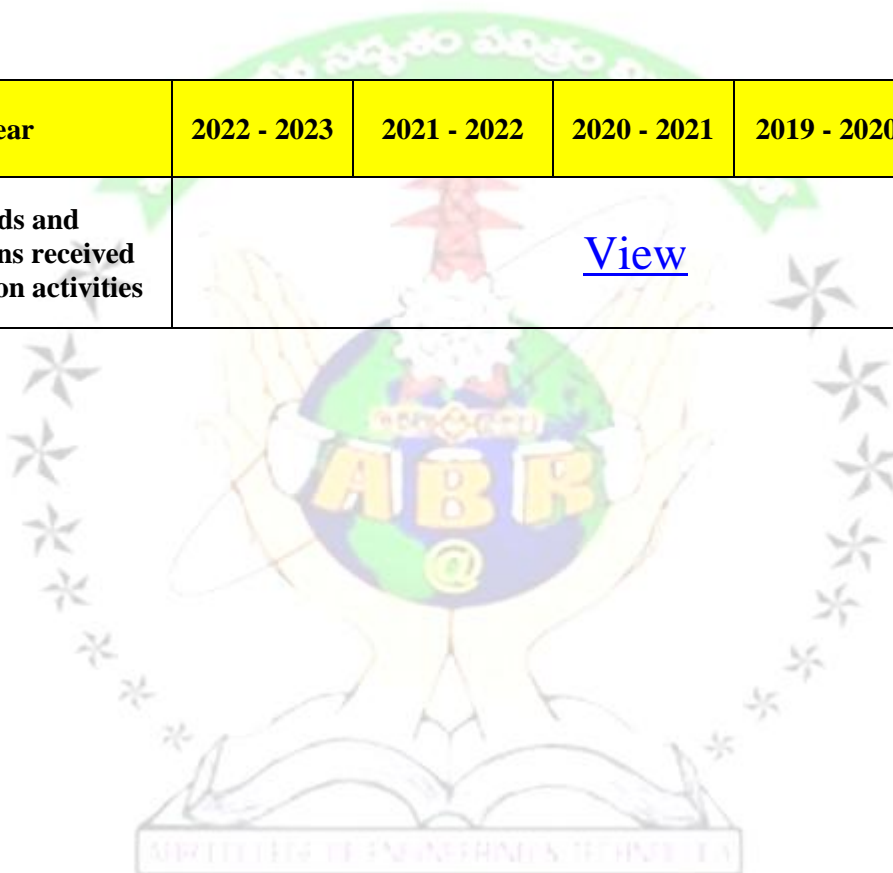 ear 2022 - 2023 2021 - 2022 2020 - 2021 2019 - 2020
ds and
ns received
on activities
View
ABR
@